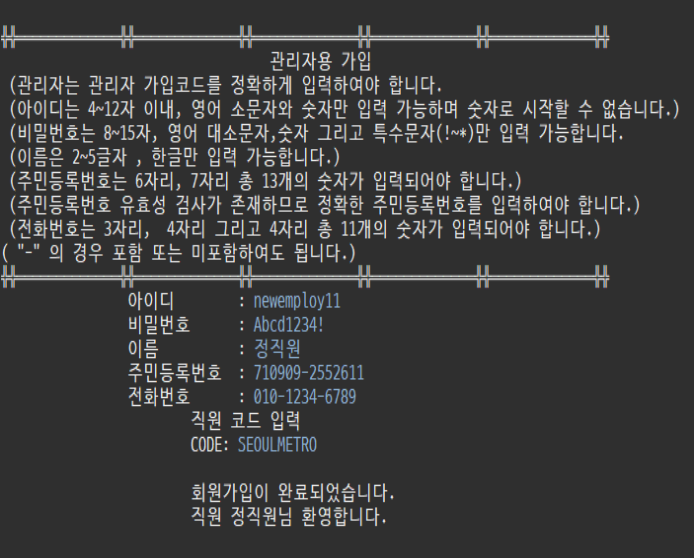 관리자용 가입
(관리자는 관리자 가입코드를 정확하게 입력하여야 합니다.
(아이디는 4~12자 이내, 영어 소문자와 숫자만 입력 가능하며 숫자로 시작할 수 없습니다.)
(비밀번호는 8~15자, 영어 대소문자,숫자 그리고 특수문자(!~*)만 입력 가능합니다.
(이름은 2~5글자 , 한글만 입력 가능합니다.)
(주민등록번호는 6자리, 7자리 총 13개의 숫자가 입력되어야 합니다.)
(주민등록번호 유효성 검사가 존재하므로 정확한 주민등록번호를 입력하여야 합니다.)
(전화번호는 3자리, 4자리 그리고 4자리 총 11개의 숫자가 입력되어야 합니다.)
( "-" 의 경우 포함 또는 미포함하여도 됩니다.)
아이디 : newemploy11
비밀번호 : Abcd1234!
이름 : 정직원
주민등록번호 : 710909-2552611
전화번호 : 010-1234-6789
직원 코드 입력
CODE: SEOULMETRO
회원가입이 완료되었습니다.
직원 정직원님 환영합니다.